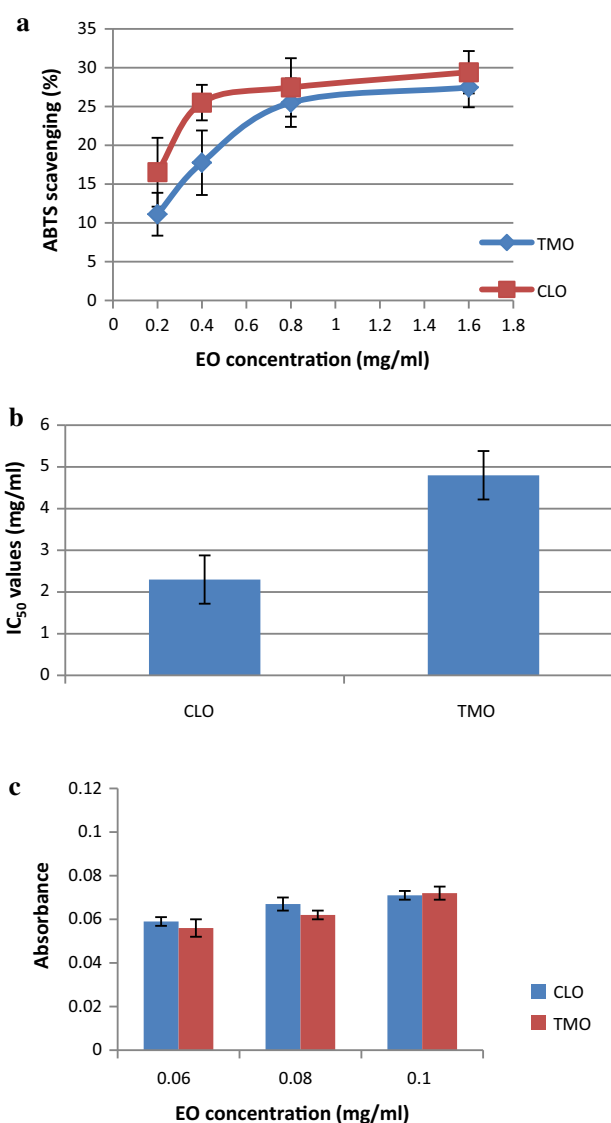 a
35
30
25
20
15
10
5
0
ABTS scavenging (%)
0 0.2 0.4 0.6 0.8 1 1.2 1.4 1.6 1.8
EO concentration (mg/ml)
TMO
CLO
b
6
5
4
3
2
1
0
IC50 values (mg/ml)
CLO TMO
c
0.12
0.1
0.08
0.06
0.04
0.02
0
Absorbance
0.06 0.08 0.1
EO concentration (mg/ml)
CLO
TMO